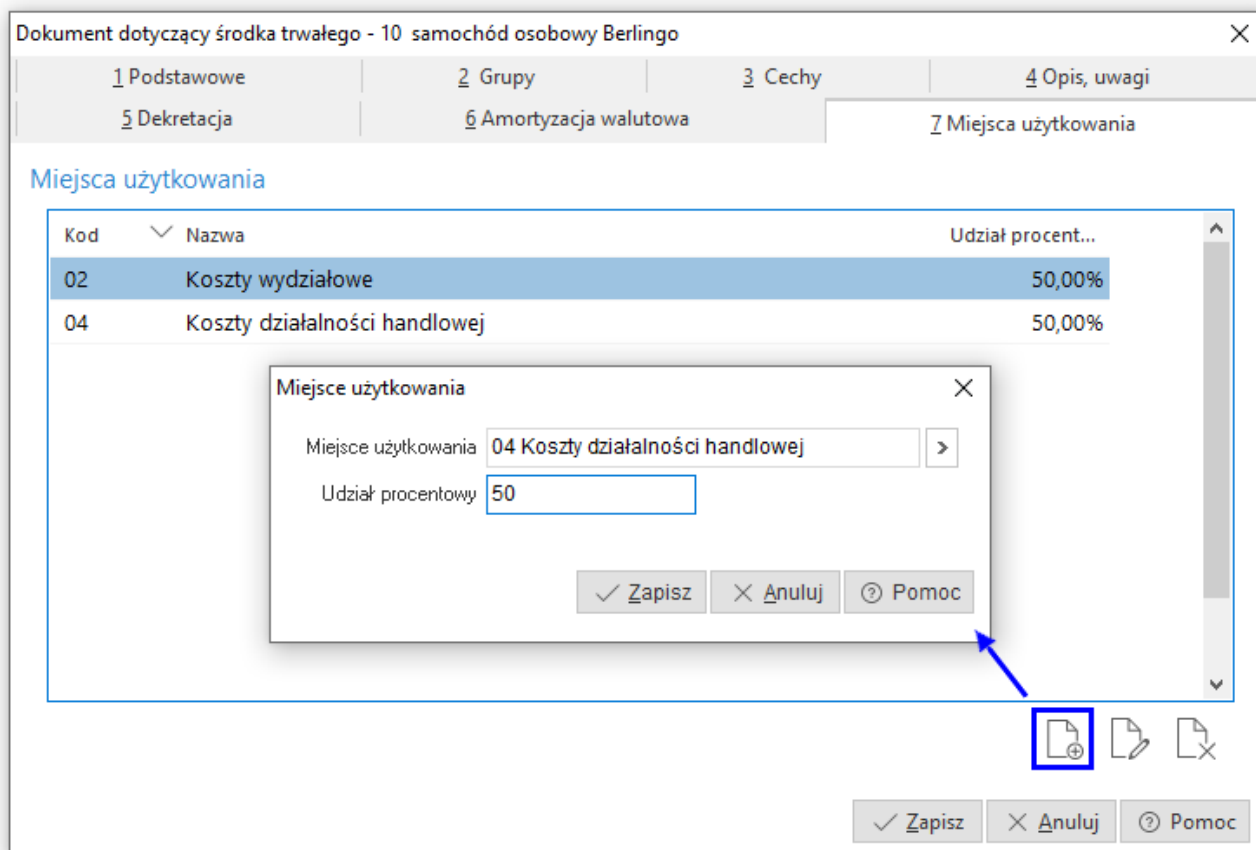 Dokument dotyczący środka trwałego - 10 samochód osobowy Berlingo
1 Podstawowe 2 Grupy 3 Cechy 4 Opis, uwagi
5 Dekretacja 6 Amortyzacja walutowa 7 Miejsca użytkowania
Miejsca użytkowania
Kod Nazwa Udział procent...
02 Koszty wydziałowe 50,00%
04 Koszty działalności handlowej 50,00%
Miejsce użytkowania
Miejsce użytkowania 04 Koszty działalności handlowej
Udział procentowy 50
Zapisz Anuluj Pomoc
Zapisz Anuluj Pomoc